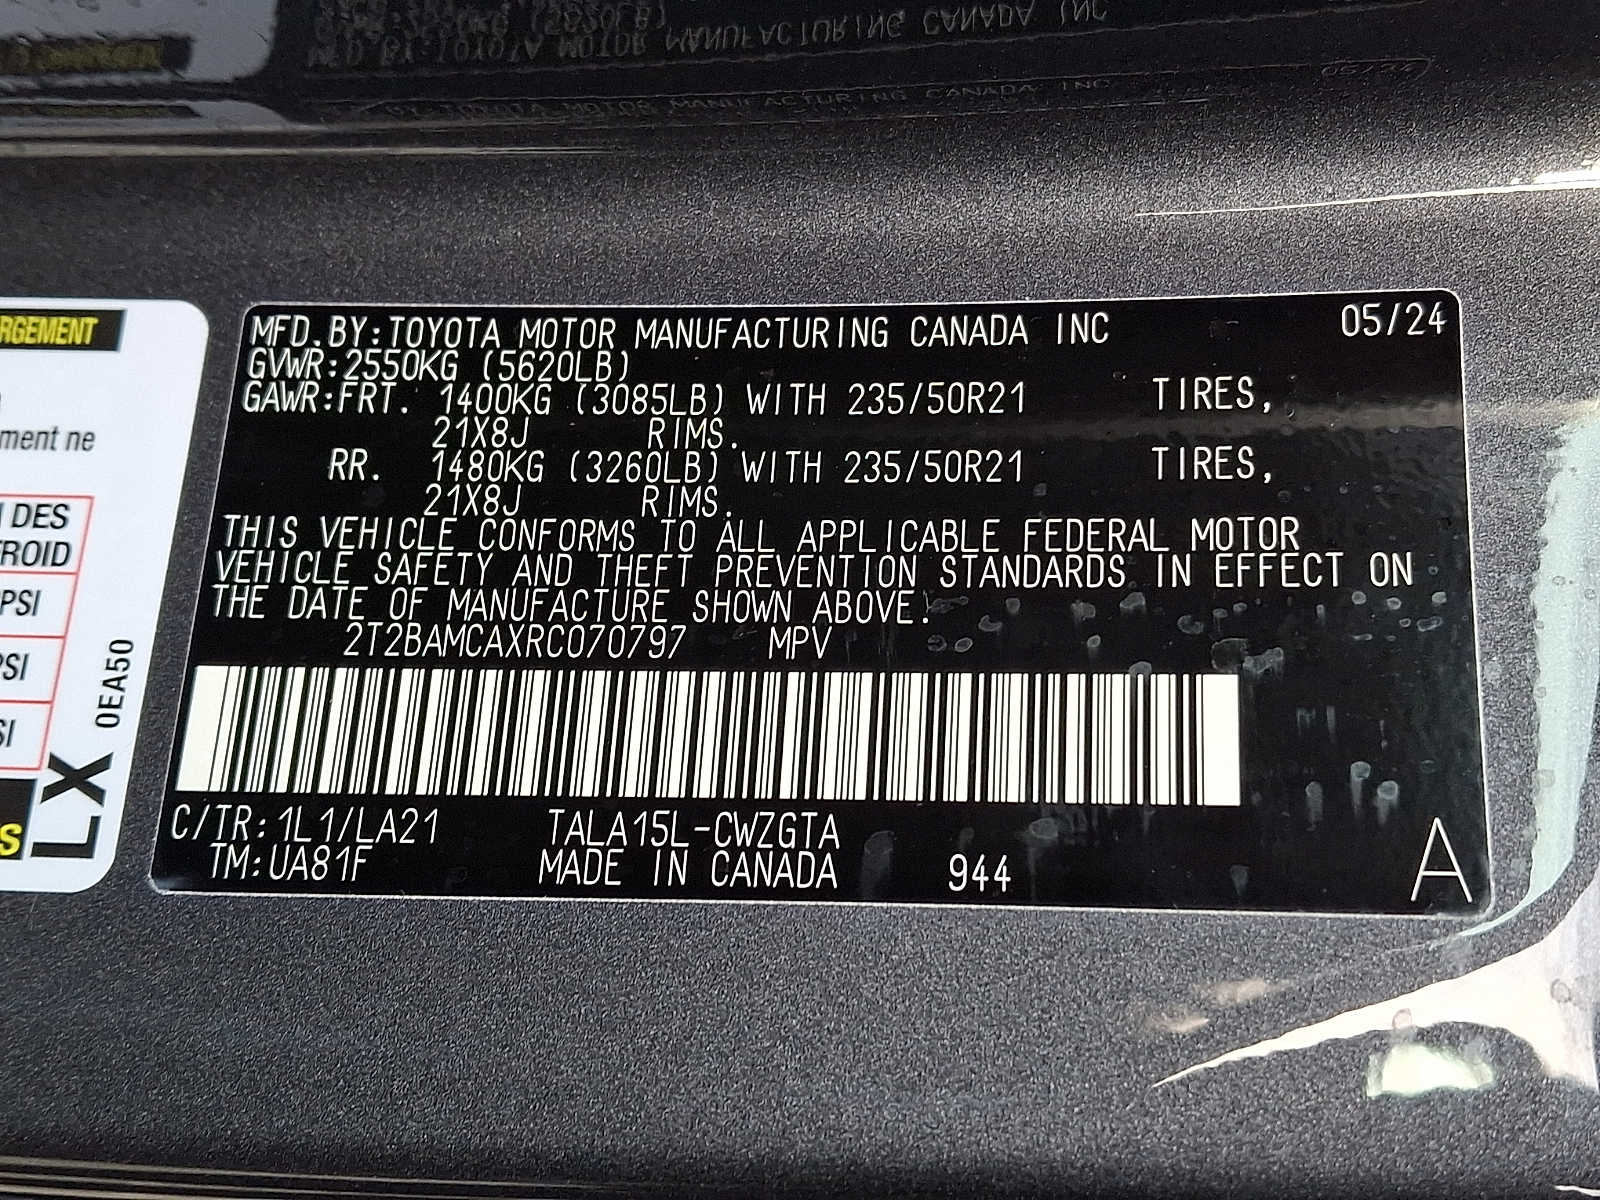 MFD.BY:TOYOTA MOTOR MANUFACTURING CANADA INC 05/24
GVWR:2550KG (5620LB)
GAWR:FRT. 1400KG (3085LB) WITH 235/50R21 TIRES,
21X8J RIMS.
RR. 1480KG (3260LB) WITH 235/50R21 TIRES,
21X8J RIMS.
THIS VEHICLE CONFORMS TO ALL APPLICABLE FEDERAL MOTOR
VEHICLE SAFETY AND THEFT PREVENTION STANDARDS IN EFFECT ON
THE DATE OF MANUFACTURE SHOWN ABOVE.
2T2BAMCAXRC070797 MPV
C/TR:1L1/LA21 TALA15L-CWZGTA
TM:UA81F MADE IN CANADA 944
A
RGEMENT
ment ne
DES
ROID
PSI
PSI
SI
S
LX 0EA50